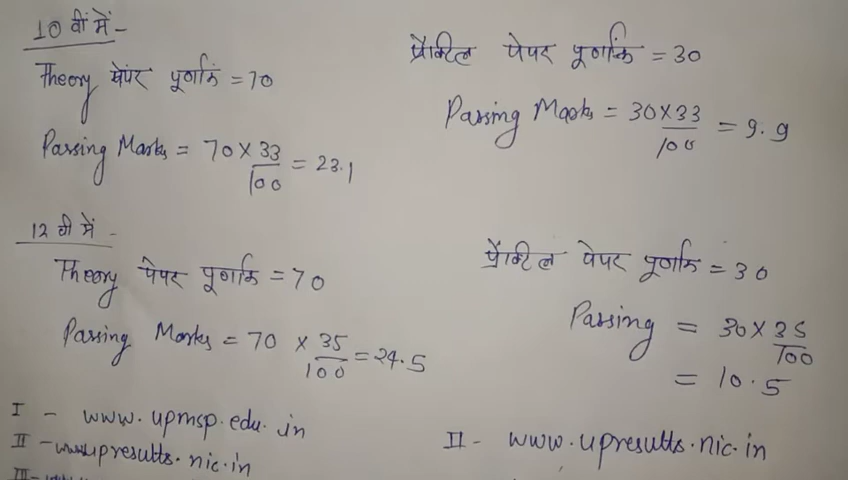 10 वीं में -
Theory पेपर पूर्णांक = 70
Passing Marks = 70 × 33/100 = 23.1
प्रैक्टिल पेपर पूर्णांक = 30
Passing Marks = 30 × 33/100 = 9.9
12 वी में -
Theory पेपर पूर्णांक = 70
Passing Marks = 70 × 35/100 = 24.5
प्रैक्टिल पेपर पूर्णांक = 30
Passing = 30 × 35/100
= 10.5
I - www.upmsp.edu.in
II - www.upresults.nic.in
II - www.upresults.nic.in
III -